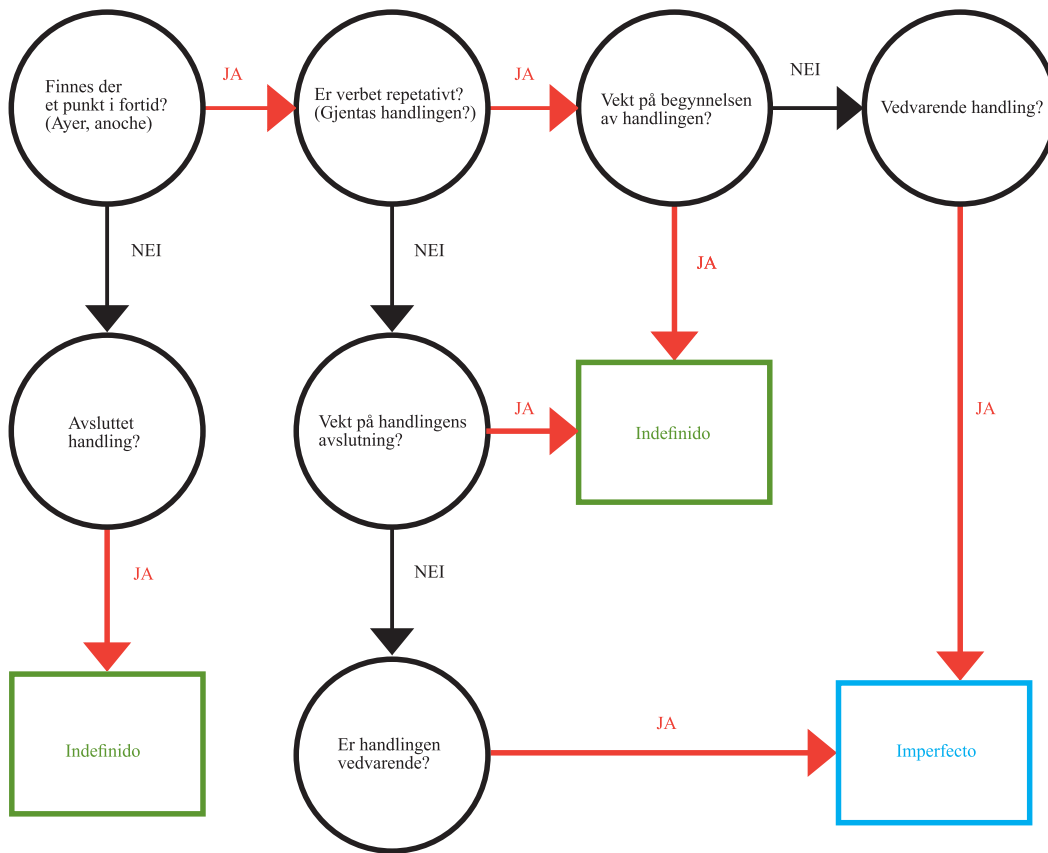 Finnes der
et punkt i fortid?
(Ayer, anoche)
JA
Er verbet repetativt?
(Gjentas handlingen?)
JA
Vekt på begynnelsen
av handlingen?
NEI
Vedvarende handling?
NEI
NEI
JA
Avsluttet
handling?
Vekt på handlingens
avslutning?
JA
Indefinido
JA
JA
NEI
Indefinido
Er handlingen
vedvarende?
JA
Imperfecto